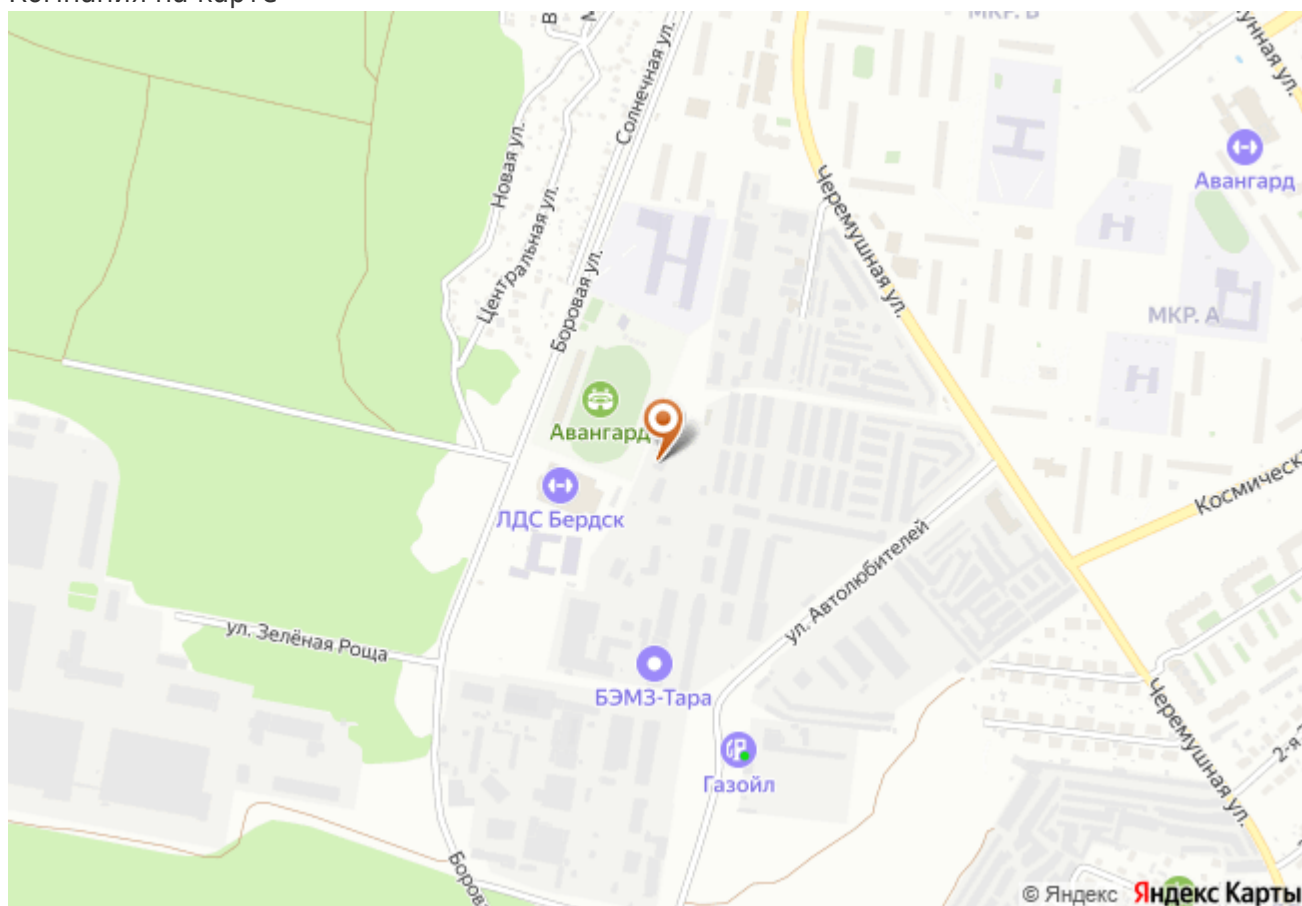 МКР. Б
Солнечная ул.
Новая ул.
Центральная ул.
Боровая ул.
Черемушная ул.
Авангард
МКР. А
Авангард
ЛДС Бердск
Космическ
ул. Автолюбителей
ул. Зелёная Роща
БЭМЗ-Тара
Газойл
Черемушная ул.
2-я
Боров
© Яндекс Яндекс Карты